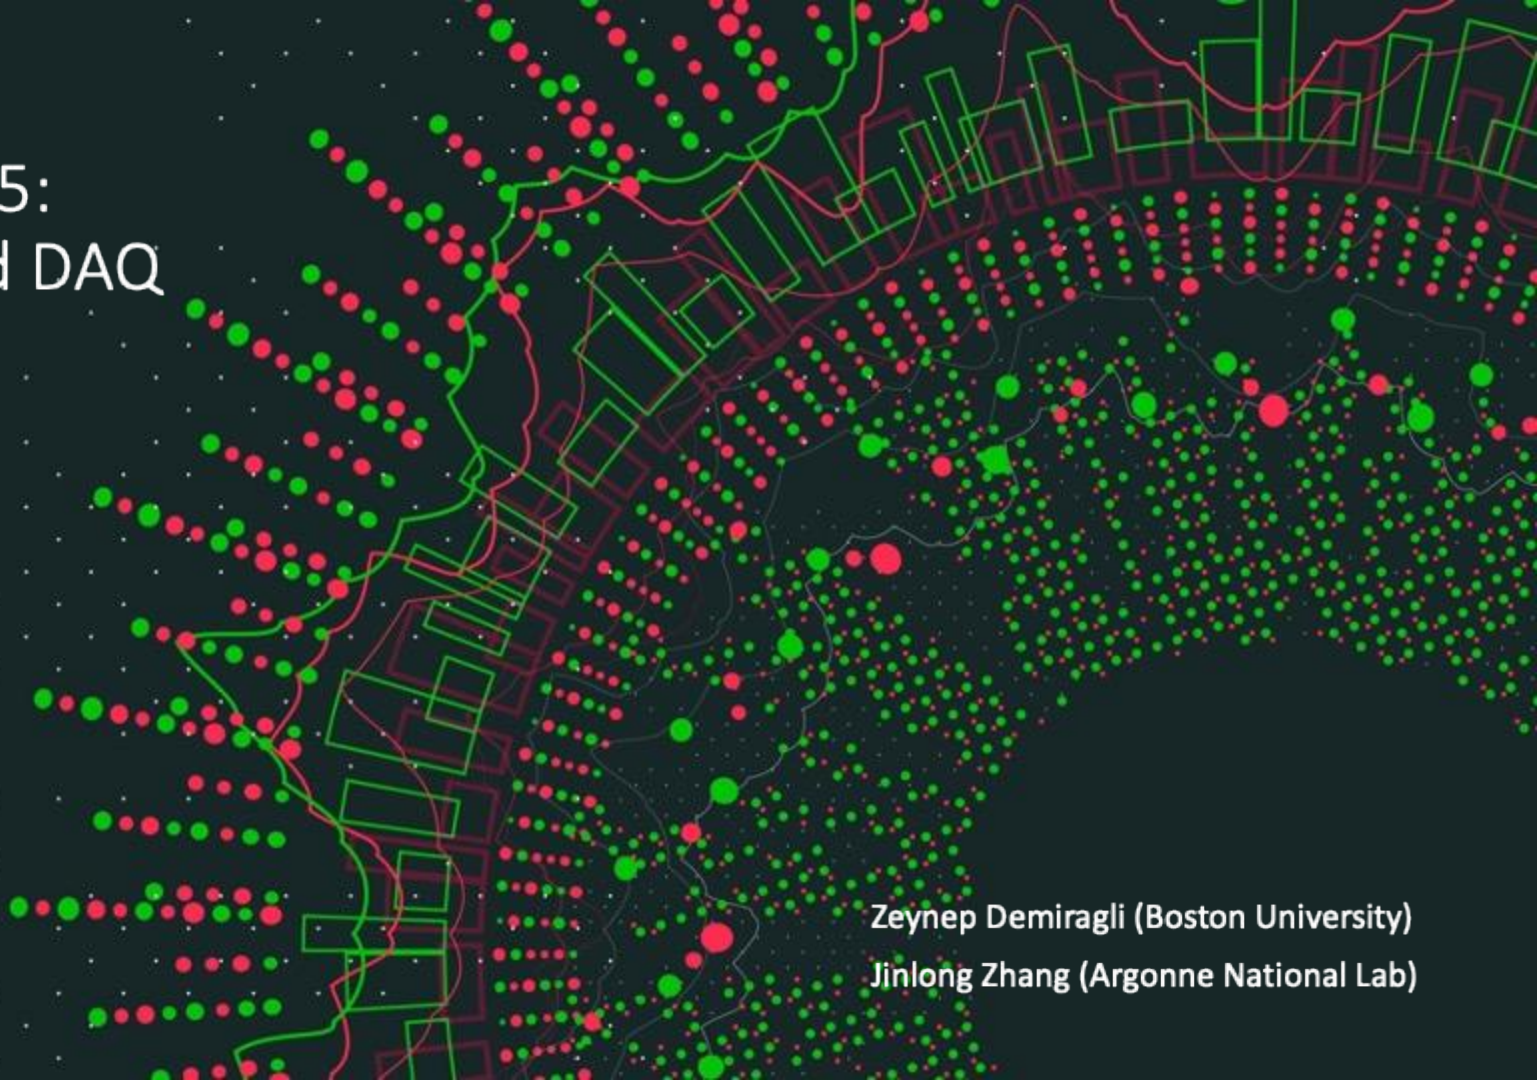 5:
DAQ
Zeynep Demiragli (Boston University)
Jinlong Zhang (Argonne National Lab)